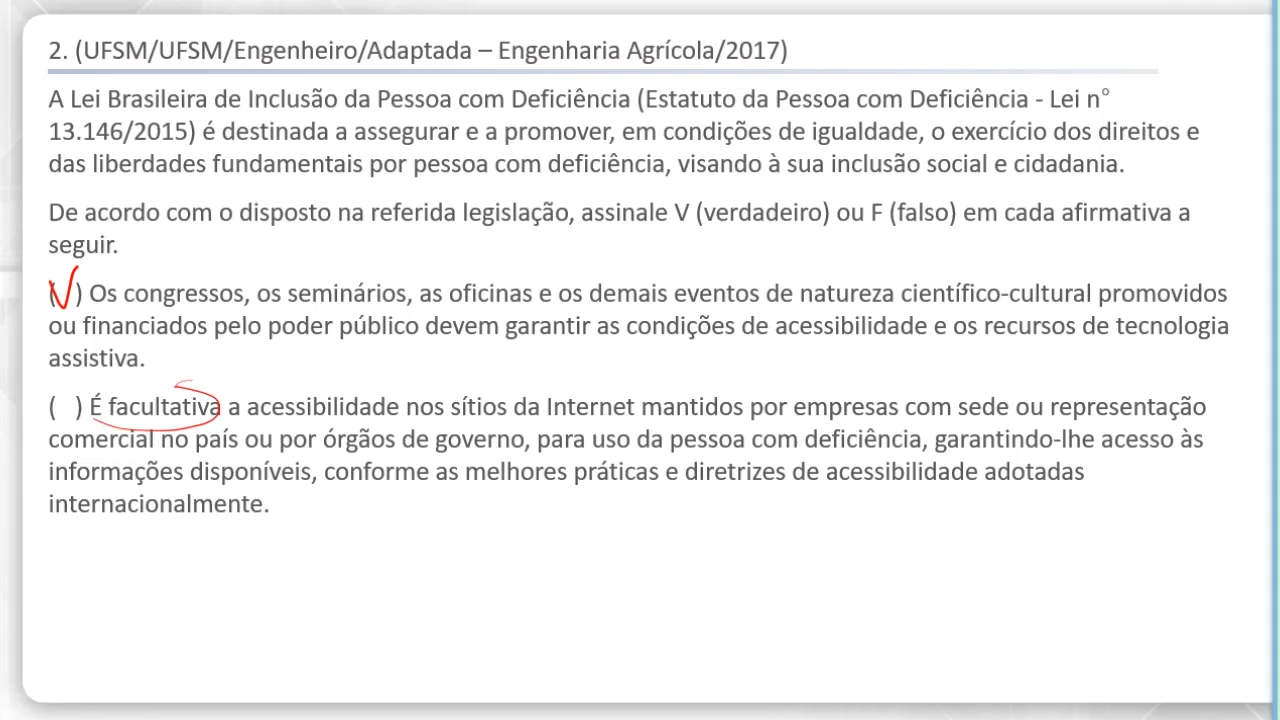 2. (UFSM/UFSM/Engenheiro/Adaptada – Engenharia Agrícola/2017)
A Lei Brasileira de Inclusão da Pessoa com Deficiência (Estatuto da Pessoa com Deficiência - Lei n°
13.146/2015) é destinada a assegurar e a promover, em condições de igualdade, o exercício dos direitos e
das liberdades fundamentais por pessoa com deficiência, visando à sua inclusão social e cidadania.
De acordo com o disposto na referida legislação, assinale V (verdadeiro) ou F (falso) em cada afirmativa a
seguir.
(V) Os congressos, os seminários, as oficinas e os demais eventos de natureza científico-cultural promovidos
ou financiados pelo poder público devem garantir as condições de acessibilidade e os recursos de tecnologia
assistiva.
( ) É facultativa a acessibilidade nos sítios da Internet mantidos por empresas com sede ou representação
comercial no país ou por órgãos de governo, para uso da pessoa com deficiência, garantindo-lhe acesso às
informações disponíveis, conforme as melhores práticas e diretrizes de acessibilidade adotadas
internacionalmente.